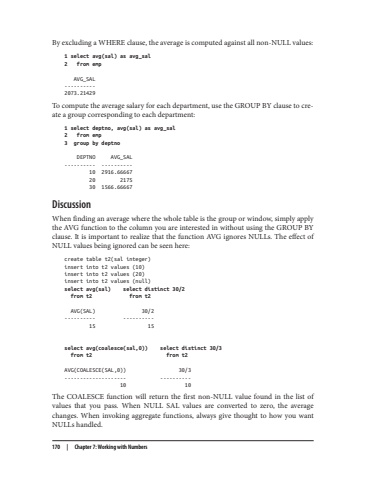 By excluding a WHERE clause, the average is computed against all non-NULL values:
1 select avg(sal) as avg_sal
2   from emp
AVG_SAL
----------
2073.21429
To compute the average salary for each department, use the GROUP BY clause to cre-
ate a group corresponding to each department:
1 select deptno, avg(sal) as avg_sal
2   from emp
3  group by deptno
DEPTNO    AVG_SAL
---------- ----------
10 2916.66667
20       2175
30 1566.66667
Discussion
When finding an average where the whole table is the group or window, simply apply
the AVG function to the column you are interested in without using the GROUP BY
clause. It is important to realize that the function AVG ignores NULLs. The effect of
NULL values being ignored can be seen here:
create table t2(sal integer)
insert into t2 values (10)
insert into t2 values (20)
insert into t2 values (null)
select avg(sal)    select distinct 30/2
from t2            from t2
AVG(SAL)               30/2
----------         ----------
15                 15
select avg(coalesce(sal,0))    select distinct 30/3
from t2                        from t2
AVG(COALESCE(SAL,0))                 30/3
--------------------           ----------
10                   10
The COALESCE function will return the first non-NULL value found in the list of
values that you pass. When NULL SAL values are converted to zero, the average
changes. When invoking aggregate functions, always give thought to how you want
NULLs handled.
170 | Chapter 7: Working with Numbers